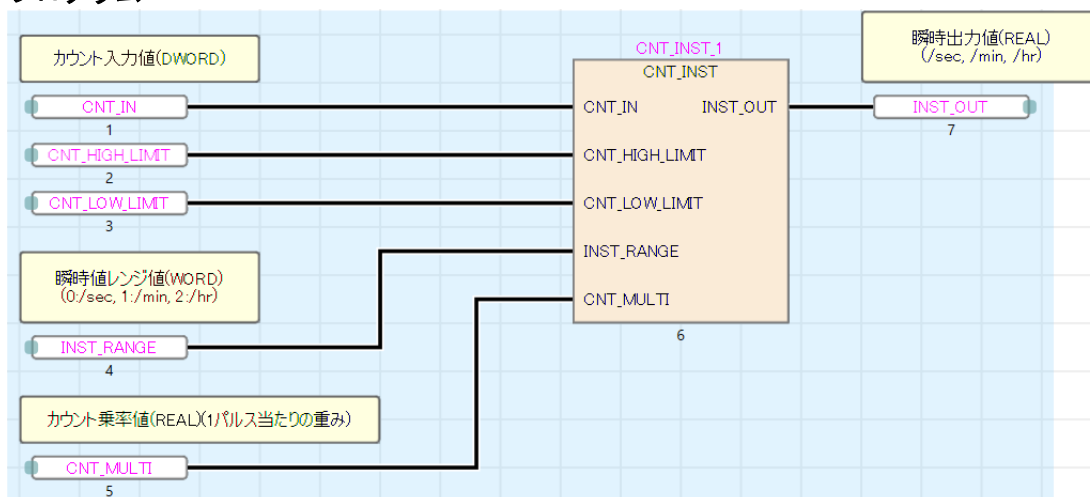 カウント入力値(DWORD)
CNT_IN
1
CNT_HIGH_LIMIT
2
CNT_LOW_LIMIT
3
瞬時値レンジ値(WORD)
(0:/sec, 1:/min, 2:/hr)
INST_RANGE
4
カウント乗率値(REAL)(1パルス当たりの重み)
CNT_MULTI
5
CNT_INST_1
CNT_INST
CNT_IN INST_OUT
CNT_HIGH_LIMIT
CNT_LOW_LIMIT
INST_RANGE
CNT_MULTI
6
瞬時出力値(REAL)
(/sec, /min, /hr)
INST_OUT
7